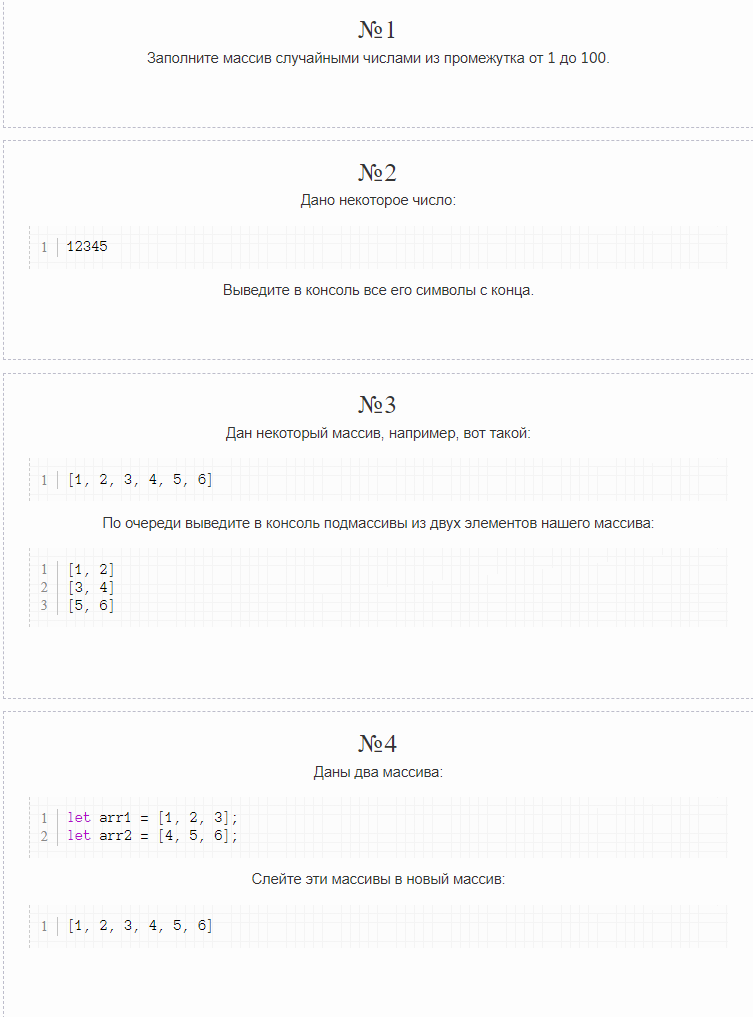 №1
Заполните массив случайными числами из промежутка от 1 до 100.
№2
Дано некоторое число:
1 12345
Выведите в консоль все его символы с конца.
№3
Дан некоторый массив, например, вот такой:
1 [1, 2, 3, 4, 5, 6]
По очереди выведите в консоль подмассивы из двух элементов нашего массива:
1 [1, 2]
2 [3, 4]
3 [5, 6]
№4
Даны два массива:
1 let arr1 = [1, 2, 3];
2 let arr2 = [4, 5, 6];
Слейте эти массивы в новый массив:
1 [1, 2, 3, 4, 5, 6]